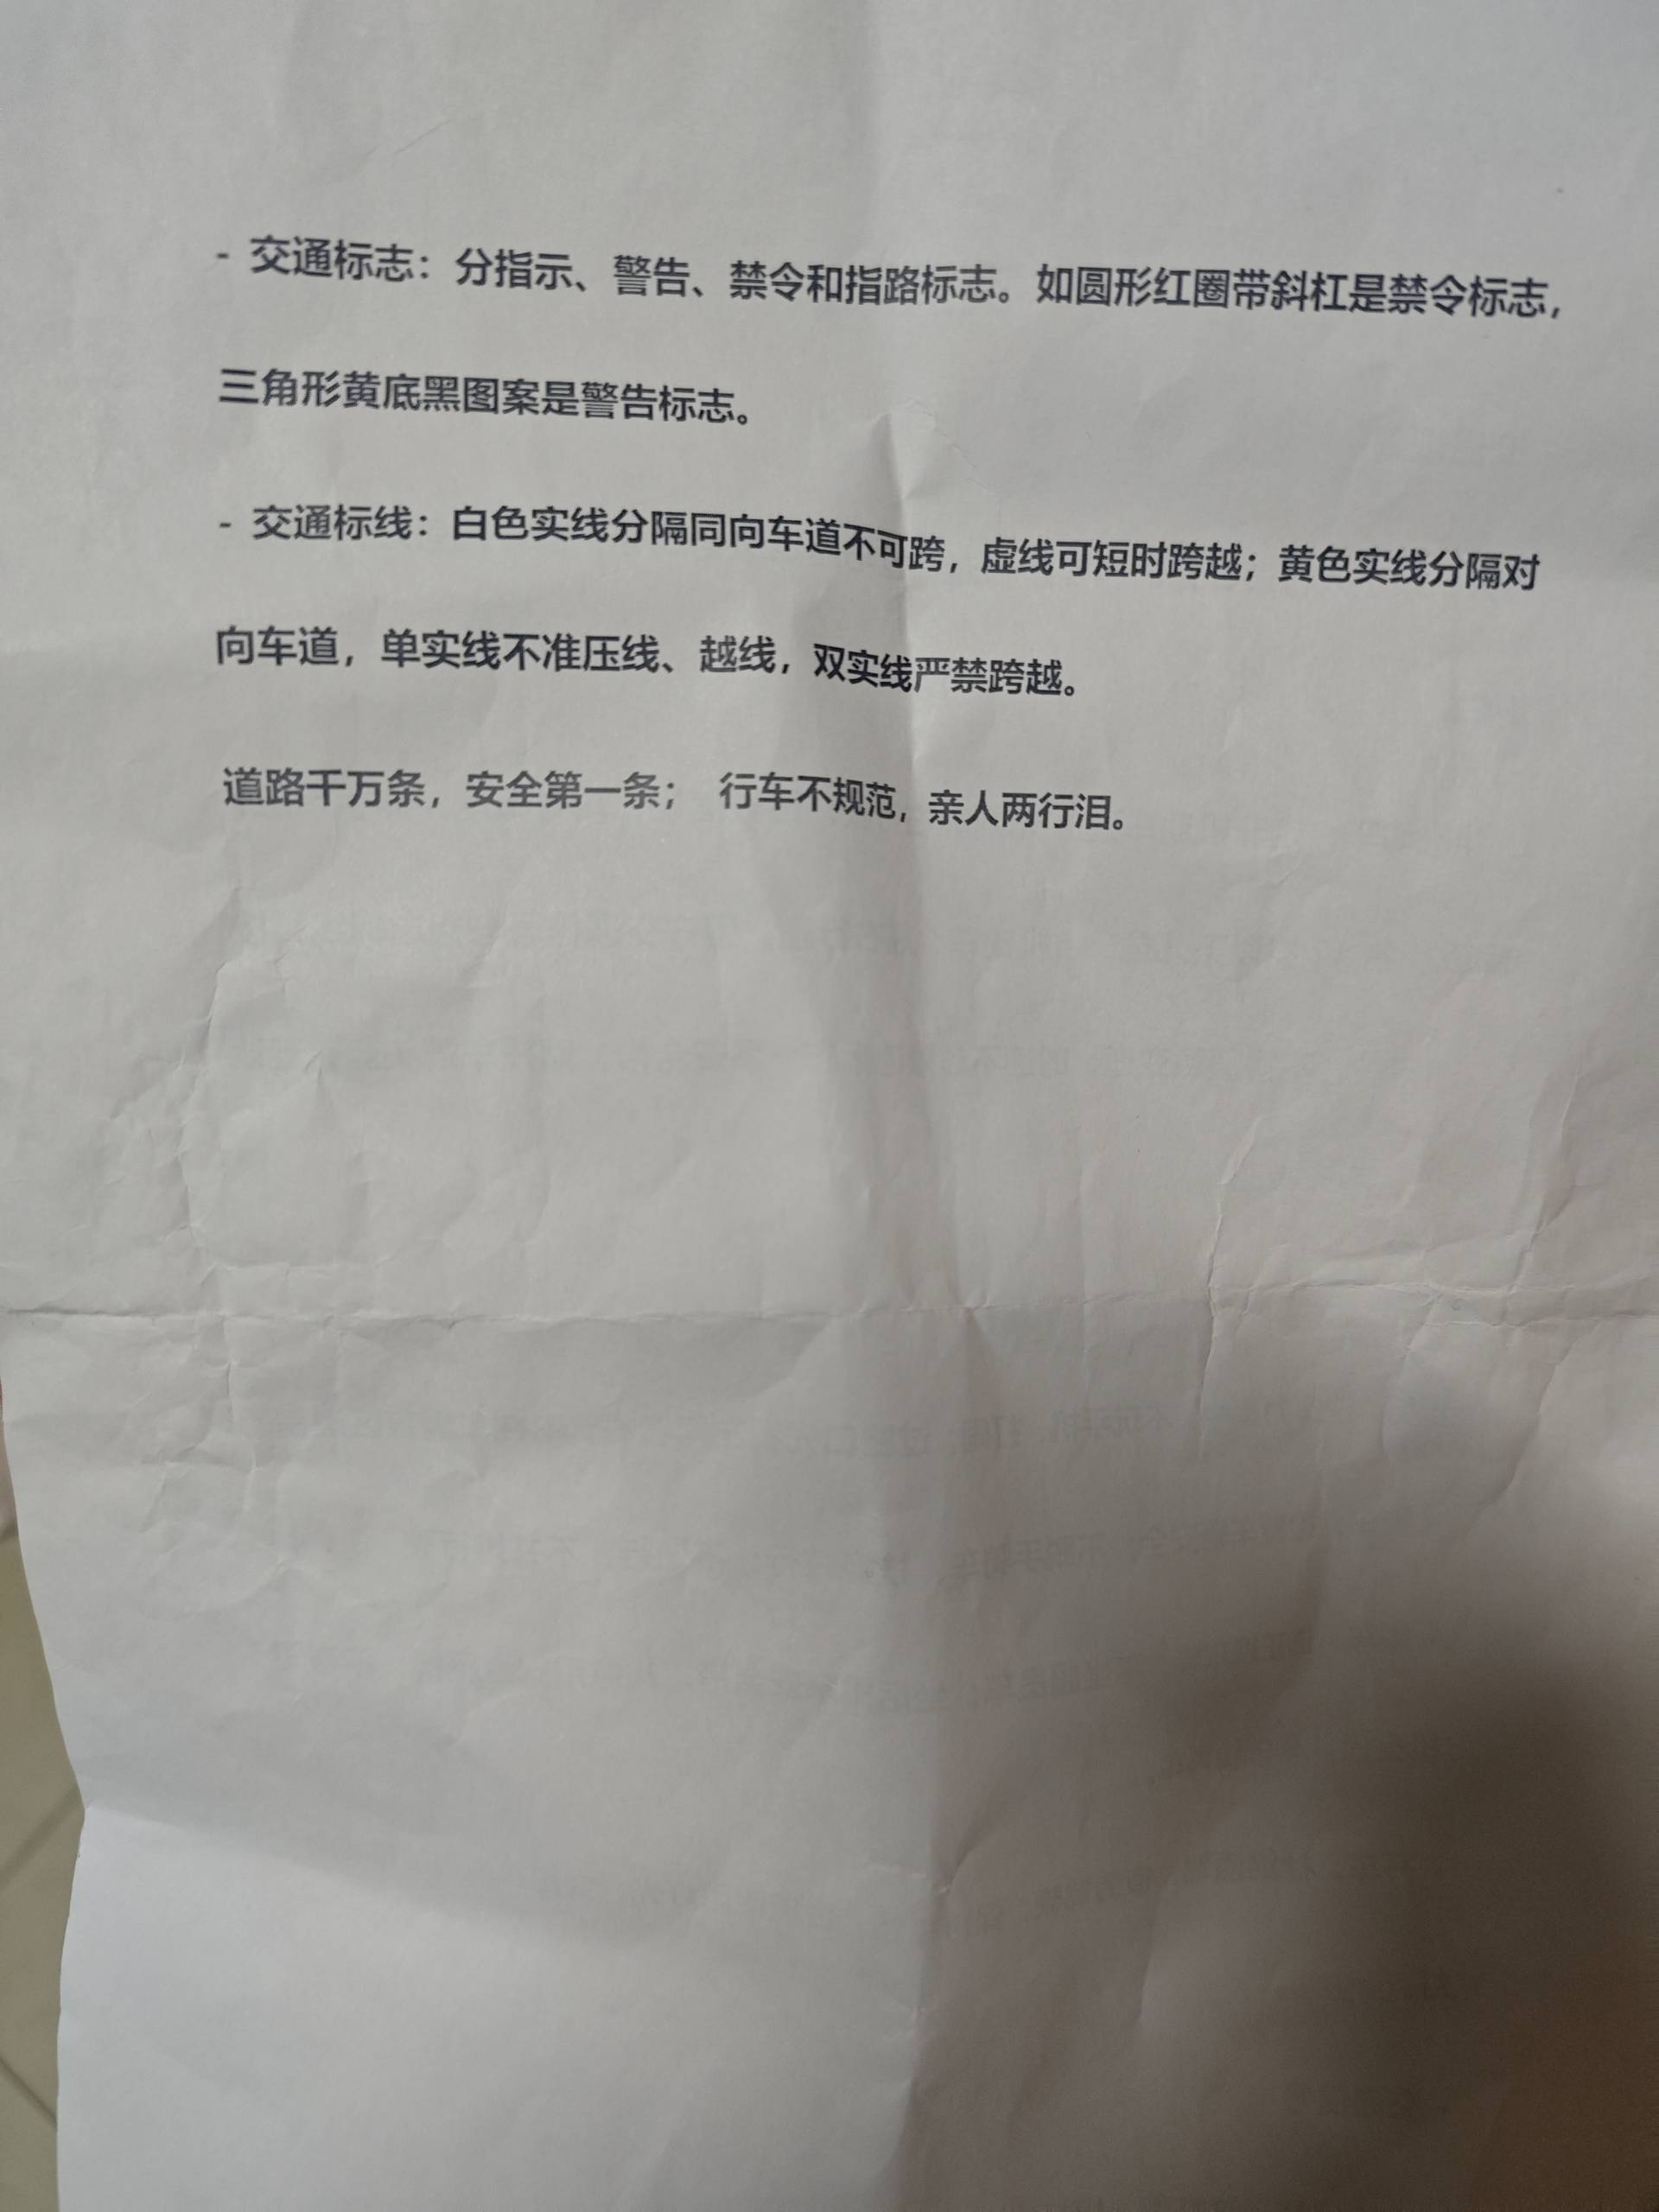 - 交通标志：分指示、警告、禁令和指路标志。如圆形红圈带斜杠是禁令标志，
三角形黄底黑图案是警告标志。
- 交通标线：白色实线分隔同向车道不可跨，虚线可短时跨越；黄色实线分隔对
向车道，单实线不准压线、越线，双实线严禁跨越。
道路千万条，安全第一条； 行车不规范，亲人两行泪。